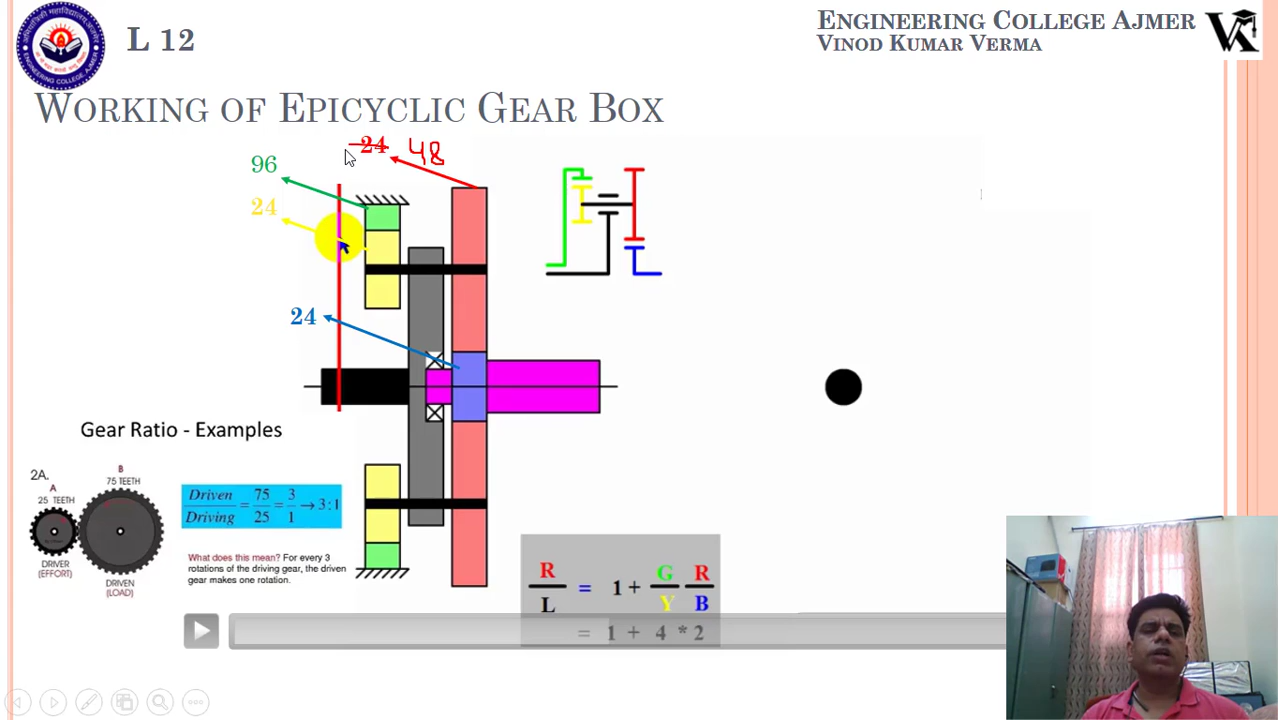 ENGINEERING COLLEGE AJMER
VINOD KUMAR VERMA
L 12
WORKING OF EPICYCLIC GEAR BOX
24 48
96
24
24
Gear Ratio - Examples
2A.
A
25 TEETH
B
75 TEETH
DRIVER
(EFFORT)
DRIVEN
(LOAD)
Driven/Driving = 75/25 = 3/1 → 3:1
What does this mean? For every 3
rotations of the driving gear, the driven
gear makes one rotation.
R/L = 1 + G/Y R/B
= 1 + 4 * 2